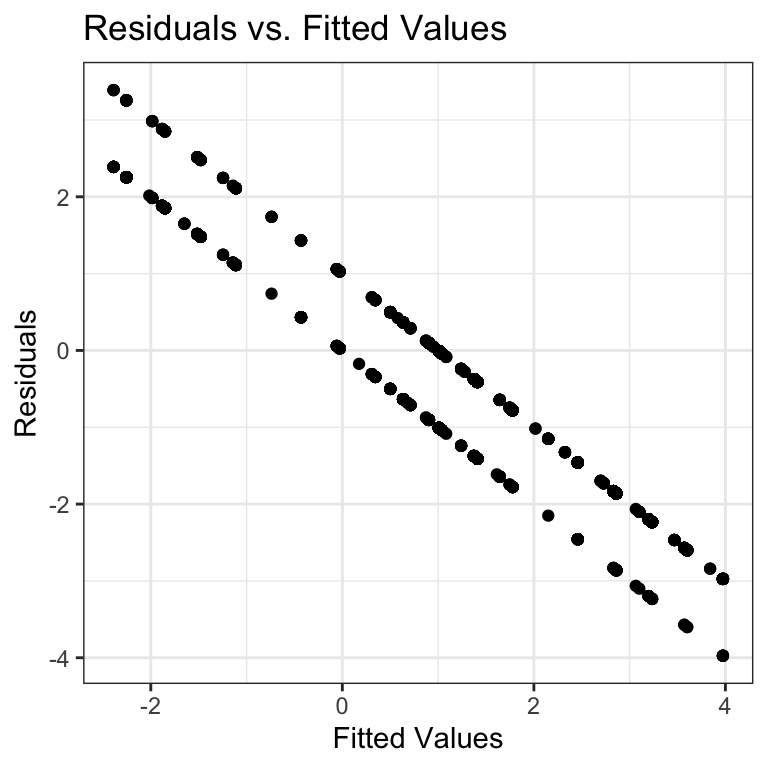 Residuals vs. Fitted Values
2
0
-2
-4
Residuals
-2 0 2 4
Fitted Values